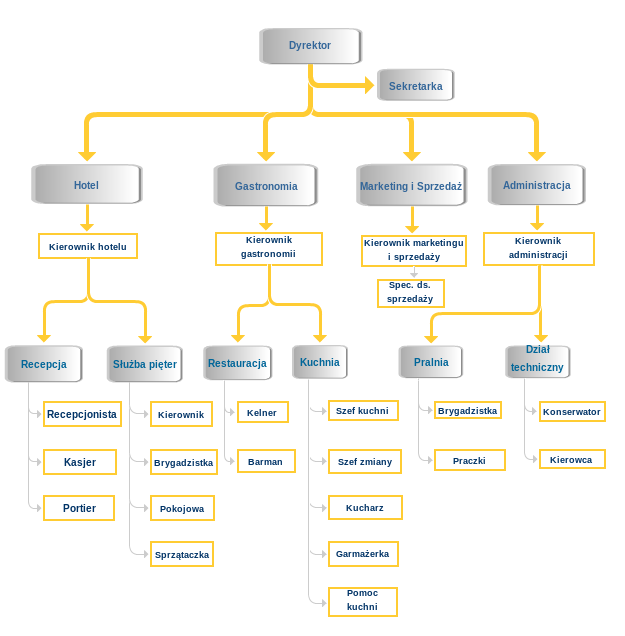 Dyrektor
Sekretarka
Hotel
Gastronomia
Marketing i Sprzedaż
Administracja
Kierownik hotelu
Kierownik
gastronomii
Kierownik marketingu
i sprzedaży
Kierownik
administracji
Spec. ds.
sprzedaży
Recepcja
Służba pięter
Restauracja
Kuchnia
Pralnia
Dział
techniczny
Recepcjonista
Kierownik
Kelner
Szef kuchni
Brygadzistka
Konserwator
Kasjer
Brygadzistka
Barman
Szef zmiany
Praczki
Kierowca
Portier
Pokojowa
Kucharz
Sprzątaczka
Garmażerka
Pomoc
kuchni